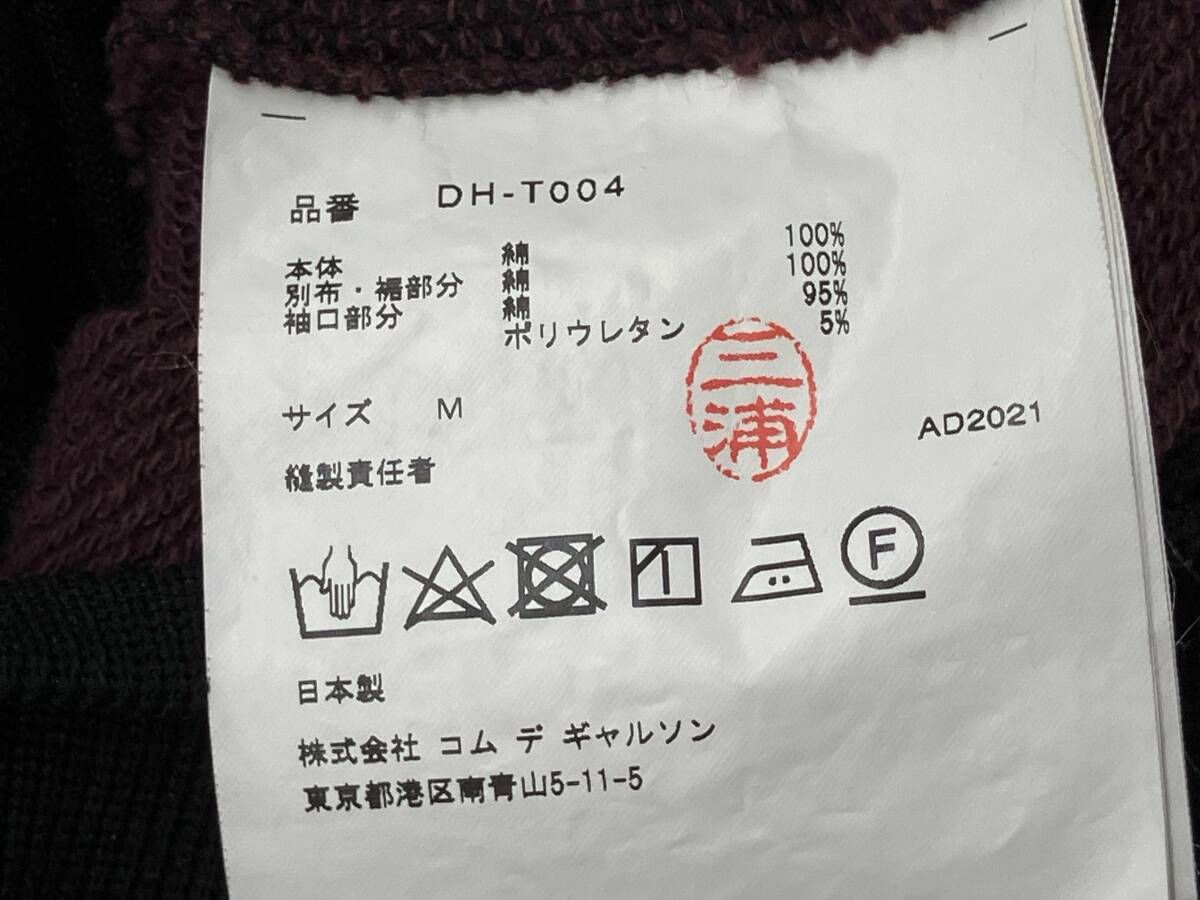 品番 DH-T004
本体 綿 100%
別布・裾部分 綿 100%
袖口部分 綿 95%
ポリウレタン 5%
三浦
サイズ M
AD2021
縫製責任者
F
日本製
株式会社 コム デ ギャルソン
東京都港区南青山5-11-5